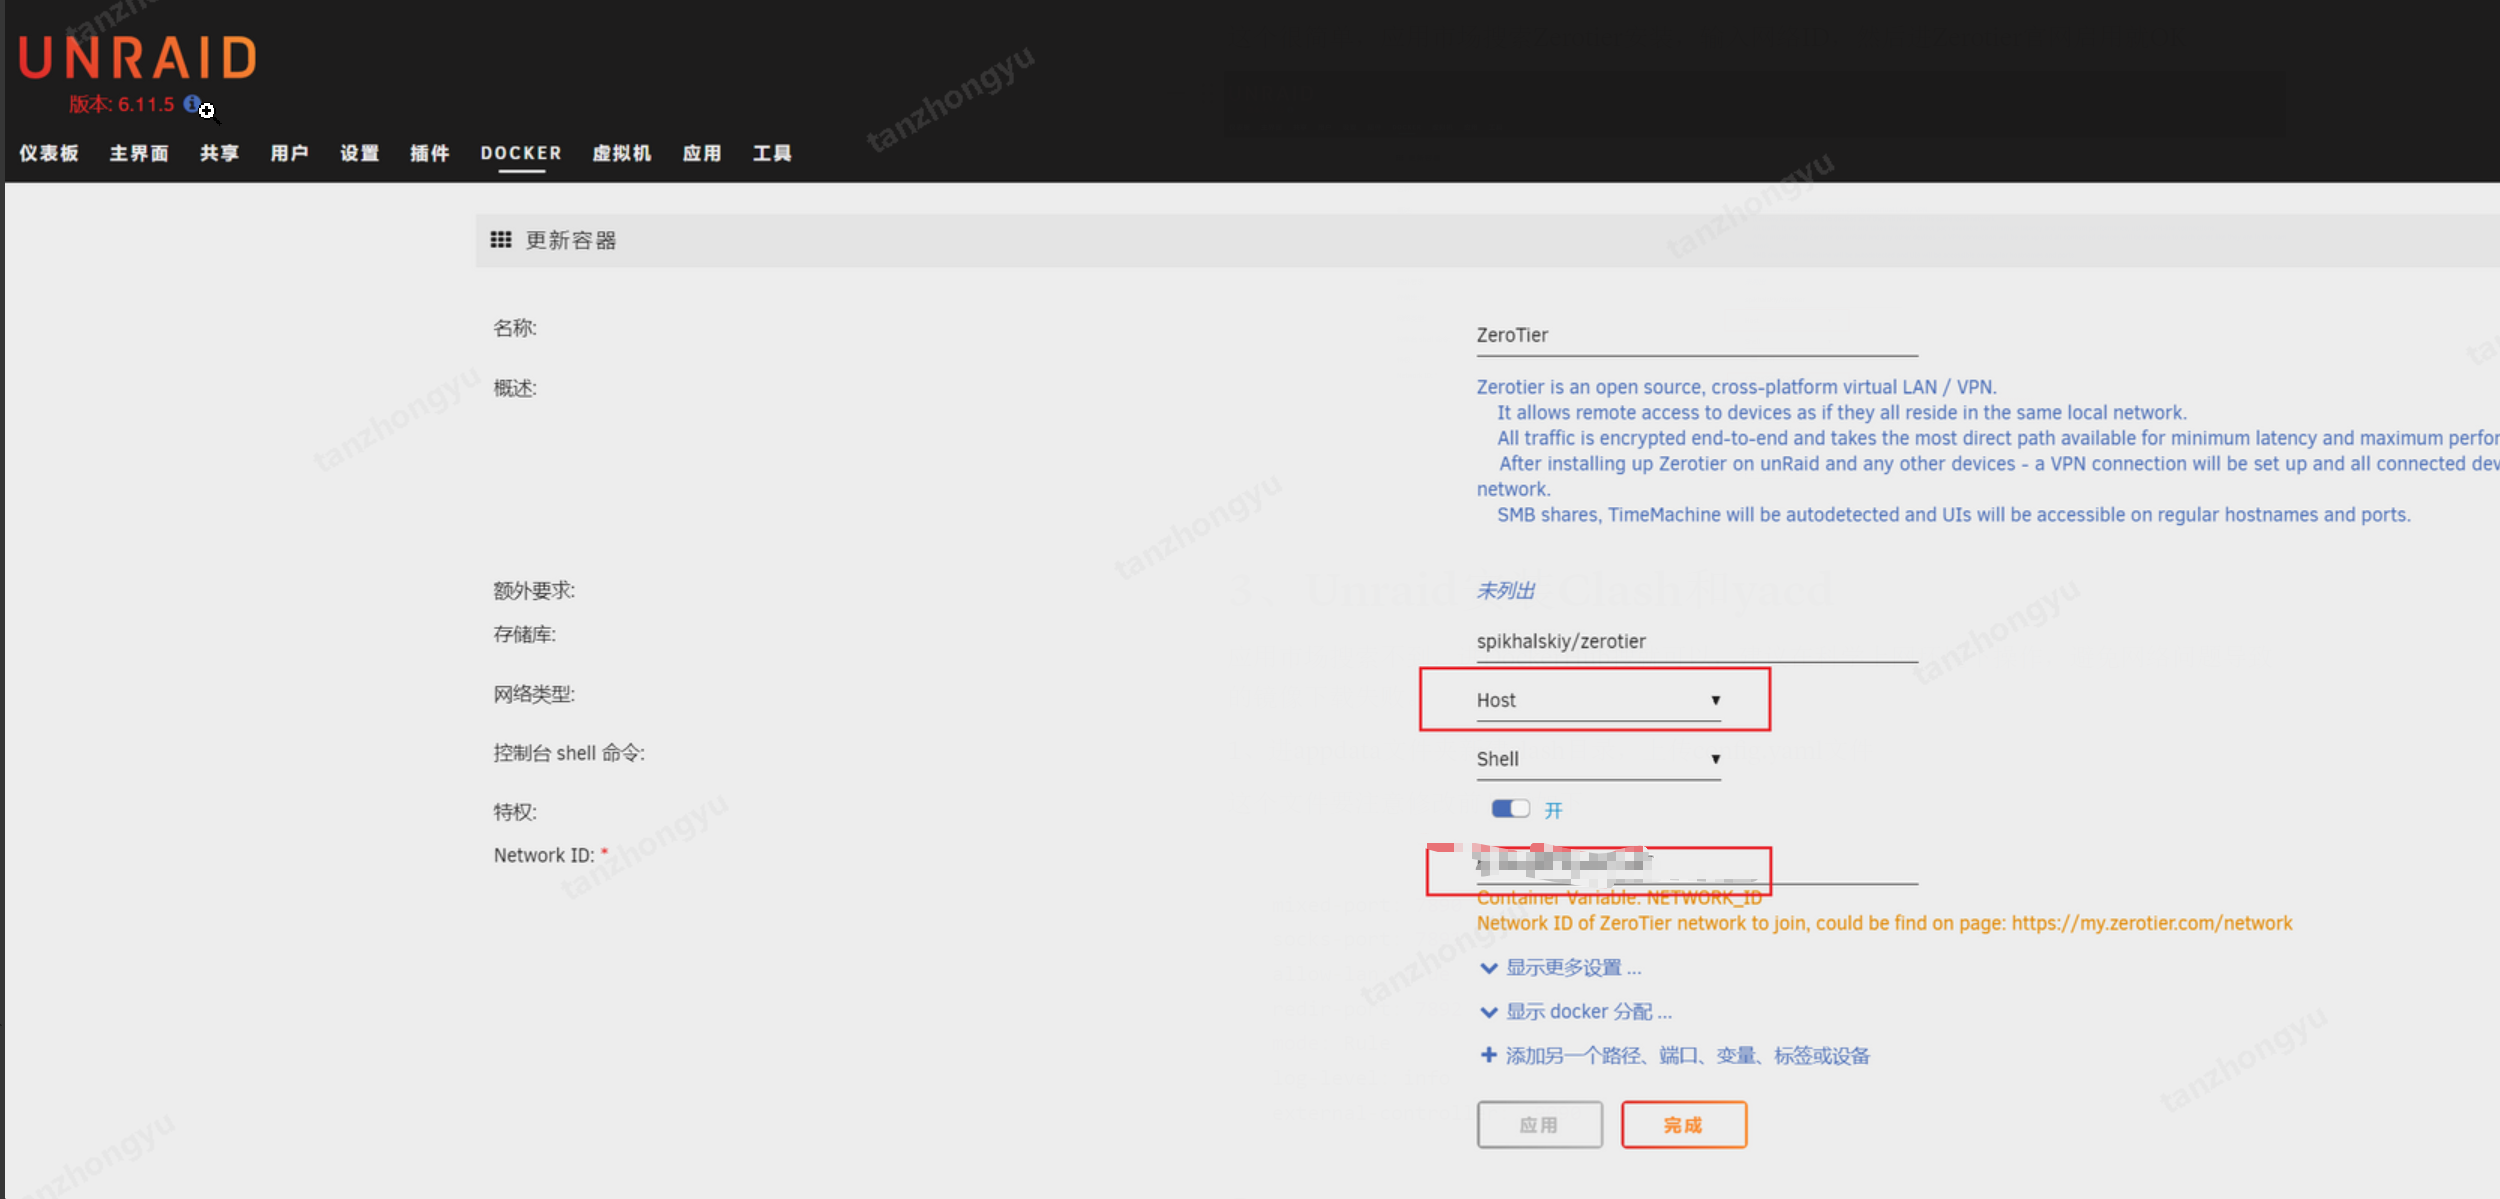 UNRAID
版本: 6.11.5
仪表板 主界面 共享 用户 设置 插件 DOCKER 虚拟机 应用 工具
更新容器
名称: ZeroTier
概述: Zerotier is an open source, cross-platform virtual LAN / VPN.
It allows remote access to devices as if they all reside in the same local network.
All traffic is encrypted end-to-end and takes the most direct path available for minimum latency and maximum perfor
After installing up Zerotier on unRaid and any other devices - a VPN connection will be set up and all connected dev
network.
SMB shares, TimeMachine will be autodetected and UIs will be accessible on regular hostnames and ports.
额外要求: 未列出
存储库: spikhalskiy/zerotier
网络类型: Host
控制台 shell 命令: Shell
特权: 开
Network ID: *
Container Variable: NETWORK_ID
Network ID of ZeroTier network to join, could be find on page: https://my.zerotier.com/network
显示更多设置 ...
显示 docker 分配 ...
添加另一个路径、端口、变量、标签或设备
应用 完成
tanzhongyu
tanzhongyu
tanzhongyu
tanzhongyu
tanzhongyu
tanzhongyu
tanzhongyu
tanzhongyu
tanzhongyu